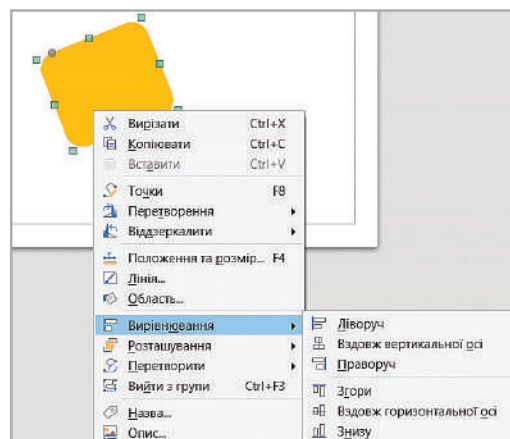 Вирізати Ctrl+X
Копіювати Ctrl+C
Вставити Ctrl+V
Точки F8
Перетворення
Віддзеркалити
Положення та розмір... F4
Лінія...
Область...
Вирівнювання
Розташування
Перетворити
Вийти з групи Ctrl+F3
Назва...
Опис...
Ліворуч
Вздовж вертикальної осі
Праворуч
Згори
Вздовж горизонтальної осі
Знизу